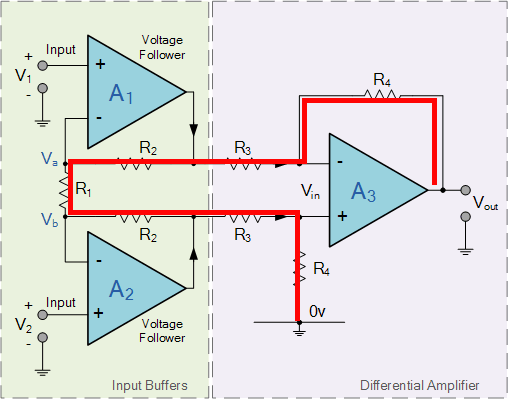 Voltage
Follower
+ Input
V1
-
+
A1
-
R4
Va
R2
R3
R1
Vin
-
A3
+
Vout
Vb
R2
R3
-
A2
+
R4
+ Input
V2
-
0v
Voltage
Follower
Input Buffers
Differential Amplifier